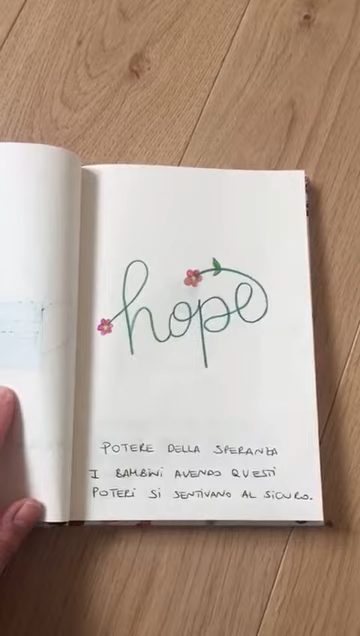 hope
POTERE DELLA SPERANZA
I BAMBINI AVENDO QUESTI
POTERI SI SENTIVANO AL SICURO.